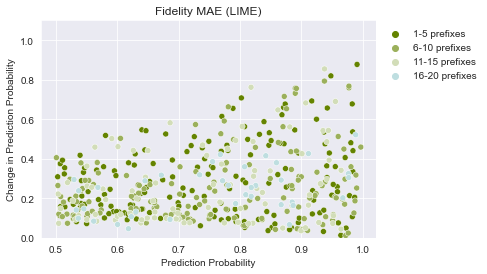 Fidelity MAE (LIME)
1.0
0.8
0.6
0.4
0.2
0.0
Change in Prediction Probability
0.5 0.6 0.7 0.8 0.9 1.0
Prediction Probability
1-5 prefixes
6-10 prefixes
11-15 prefixes
16-20 prefixes